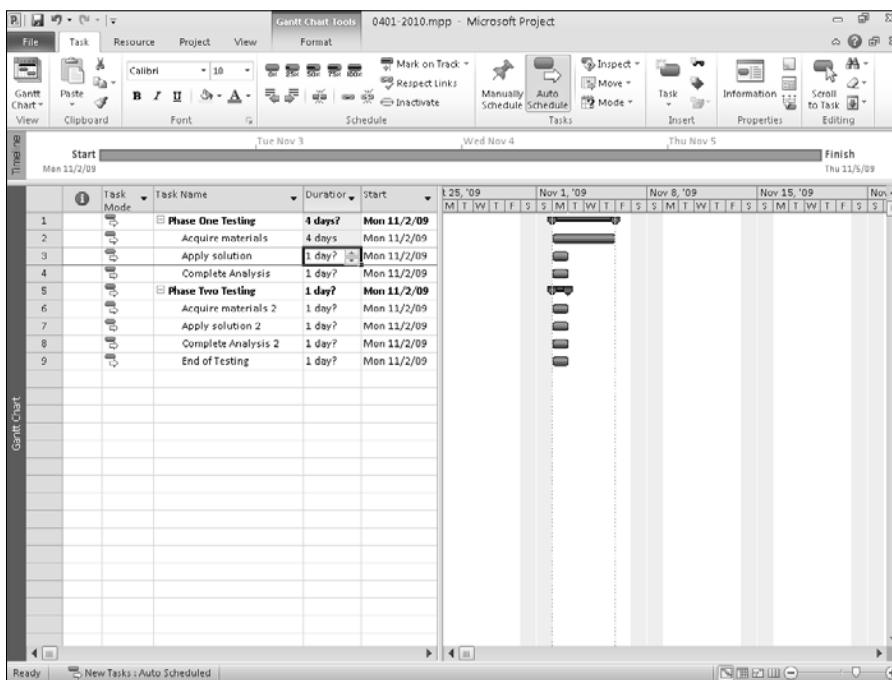 Gantt Chart Tools
0401-2010.mpp - Microsoft Project
File Task Resource Project View Format
Gantt Chart
View
Paste
Clipboard
Calibri 10
B I U A
Font
0% 25% 50% 75% 100%
Mark on Track
Respect Links
Inactivate
Schedule
Manually Schedule
Auto Schedule
Inspect
Move
Mode
Tasks
Task
Insert
Information
Properties
Scroll to Task
Editing
Timeline
Tue Nov 3 Wed Nov 4 Thu Nov 5
Start
Mon 11/2/09
Finish
Thu 11/5/09
Task Mode Task Name Duration Start
t 25, '09 Nov 1, '09 Nov 8, '09 Nov 15, '09 Nov
M T W T F S S M T W T F S S M T W T F S S M T W T F S S
1 Phase One Testing 4 days? Mon 11/2/09
2 Acquire materials 4 days Mon 11/2/09
3 Apply solution 1 day? Mon 11/2/09
4 Complete Analysis 1 day? Mon 11/2/09
5 Phase Two Testing 1 day? Mon 11/2/09
6 Acquire materials 2 1 day? Mon 11/2/09
7 Apply solution 2 1 day? Mon 11/2/09
8 Complete Analysis 2 1 day? Mon 11/2/09
9 End of Testing 1 day? Mon 11/2/09
Gantt Chart
Ready New Tasks : Auto Scheduled